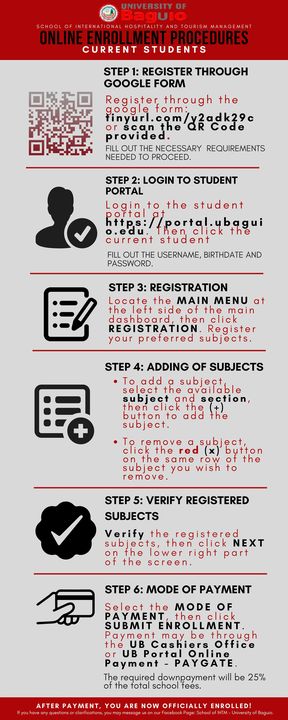 UNIVERSITY OF
Baguio
SCHOOL OF INTERNATIONAL HOSPITALITY AND TOURISM MANAGEMENT
ONLINE ENROLLMENT PROCEDURES
CURRENT STUDENTS
STEP 1: REGISTER THROUGH
GOOGLE FORM
Register through the
google form:
tinyurl.com/y2adk29c
or scan the QR Code
provided.
FILL OUT THE NECESSARY REQUIREMENTS
NEEDED TO PROCEED.
STEP 2: LOGIN TO STUDENT
PORTAL
Login to the student
portal at
https://portal.ubagui
o.edu. Then click the
current student
FILL OUT THE USERNAME, BIRTHDATE AND
PASSWORD.
STEP 3: REGISTRATION
Locate the MAIN MENU at
the left side of the main
dashboard, then click
REGISTRATION. Register
your preferred subjects.
STEP 4: ADDING OF SUBJECTS
• To add a subject,
select the available
subject and section,
then click the (+)
button to add the
subject.
• To remove a subject,
click the red (x) button
on the same row of the
subject you wish to
remove.
STEP 5: VERIFY REGISTERED
SUBJECTS
Verify the registered
subjects, then click NEXT
on the lower right part
of the screen.
STEP 6: MODE OF PAYMENT
Select the MODE OF
PAYMENT, then click
SUBMIT ENROLLMENT.
Payment may be through
the UB Cashiers Office
or UB Portal Online
Payment - PAYGATE.
The required downpayment will be 25%
of the total school fees.
AFTER PAYMENT, YOU ARE NOW OFFICIALLY ENROLLED!
If you have any questions or clarifications, you may message us on our Facebook Page: School of IHTM - University of Baguio.